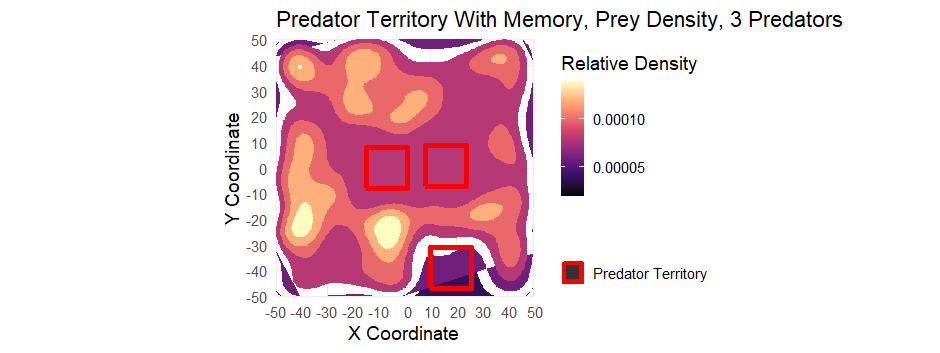 Predator Territory With Memory, Prey Density, 3 Predators
Y Coordinate
50
40
30
20
10
0
-10
-20
-30
-40
-50
-50 -40 -30 -20 -10 0 10 20 30 40 50
X Coordinate
Relative Density
0.00010
0.00005
Predator Territory